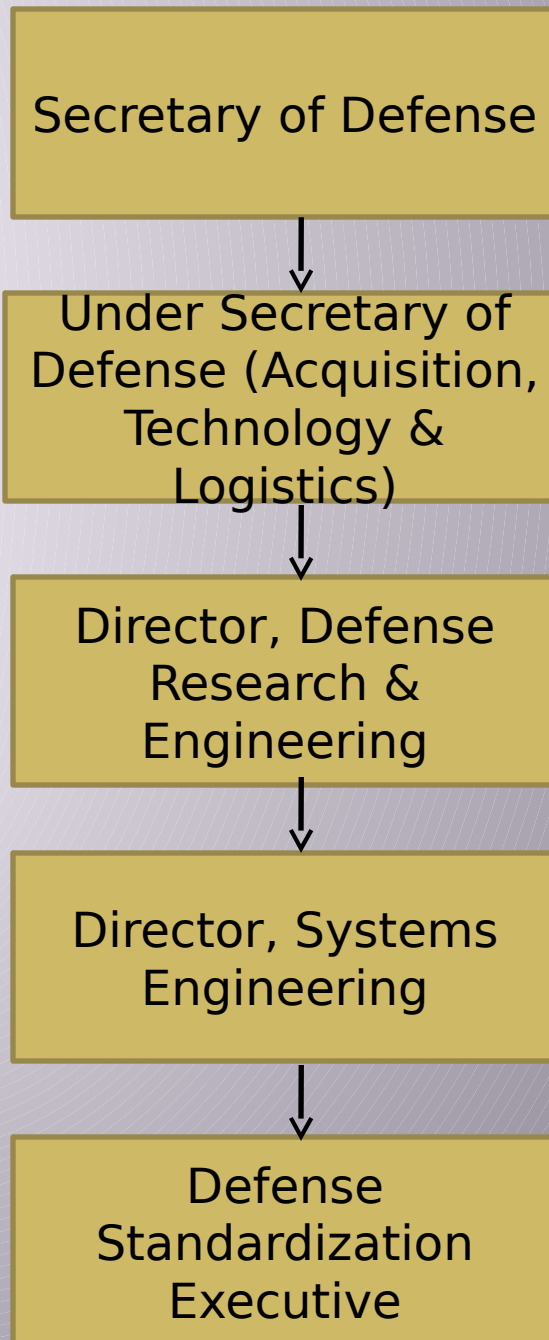 Secretary of Defense
Under Secretary of
Defense (Acquisition,
Technology &
Logistics)
Director, Defense
Research &
Engineering
Director, Systems
Engineering
Defense
Standardization
Executive